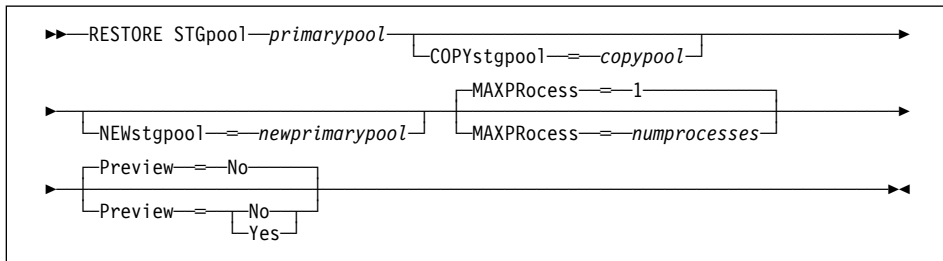 RESTORE STGpool primarypool
COPYstgpool = copypool
MAXPRocess = 1
NEWstgpool = newprimarypool
MAXPRocess = numprocesses
Preview = No
Preview = No
Yes